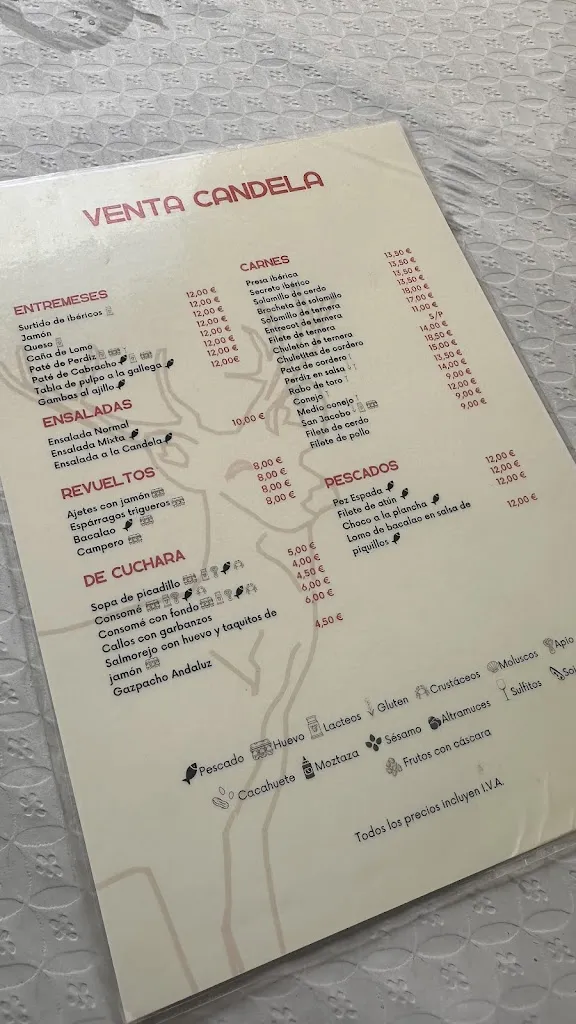 VENTA CANDELA
ENTREMESES
Surtido de ibéricos 12,00 €
Jamón 12,00 €
Queso 12,00 €
Caña de Lomo 12,00 €
Paté de Perdiz 12,00 €
Paté de Cabracho 12,00 €
Tabla de pulpo a la gallega 12,00 €
Gambas al ajillo 12,00€
ENSALADAS
Ensalada Normal
Ensalada Mixta
Ensalada a la Candela 10,00 €
REVUELTOS
Ajetes con jamón 8,00 €
Espárragos trigueros 8,00 €
Bacalao 8,00 €
Campero 8,00 €
DE CUCHARA
Sopa de picadillo 5,00 €
Consomé 4,00 €
Consomé con fondo 4,50 €
Callos con garbanzos 6,00 €
Salmorejo con huevo y taquitos de 6,00 €
jamón
Gazpacho Andaluz 4,50 €
CARNES
Presa ibérica 13,50 €
Secreto ibérico 13,50 €
Solomillo de cerdo 13,50 €
Brocheta de solomillo 13,50 €
Solomillo de ternera 18,00 €
Entrecot de ternera 17,00 €
Filete de ternera 11,00 €
Chuletón de ternera S/P
Chuletitas de cordero 14,00 €
Pata de cordero 18,50 €
Perdiz en salsa 15,00 €
Rabo de toro 13,50 €
Conejo 14,00 €
Medio conejo 9,00 €
San Jacobo 12,00 €
Filete de cerdo 9,00 €
Filete de pollo 9,00 €
PESCADOS
Pez Espada 12,00 €
Filete de atún 12,00 €
Choco a la plancha 12,00 €
Lomo de bacalao en salsa de 12,00 €
piquillos
Pescado Huevo Lacteos Gluten Crustáceos Moluscos Apio
Cacahuete Moztaza Sésamo Altramuces Sulfitos
Frutos con cáscara
Todos los precios incluyen I.V.A.